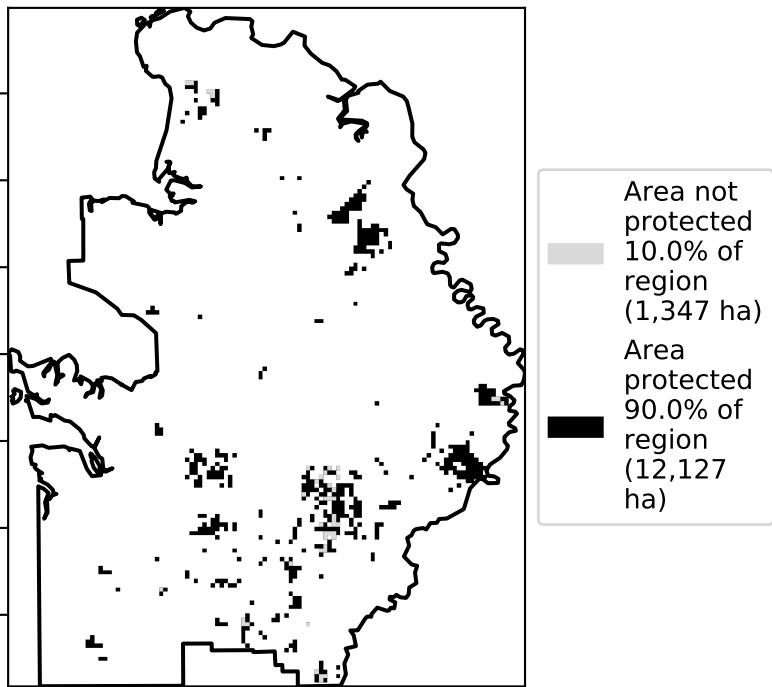 Area not
protected
10.0% of
region
(1,347 ha)
Area
protected
90.0% of
region
(12,127
ha)